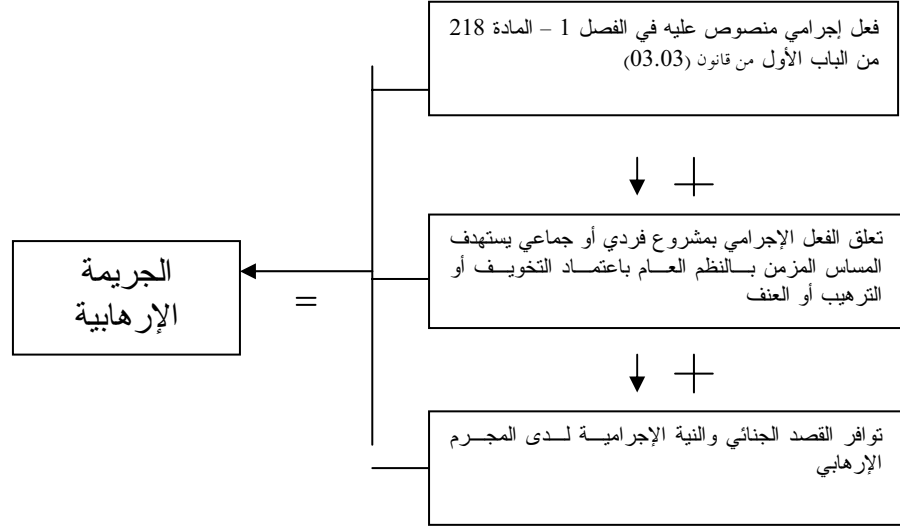 فعل إجرامي منصوص عليه في الفصل 1 – المادة 218
من الباب الأول من قانون (03.03)
تعلق الفعل الإجرامي بمشروع فردي أو جماعي يستهدف
المساس المزمن بالنظم العام باعتماد التخويف أو
الترهيب أو العنف
=
الجريمة
الإرهابية
توافر القصد الجنائي والنية الإجرامية لدى المجرم
الإرهابي